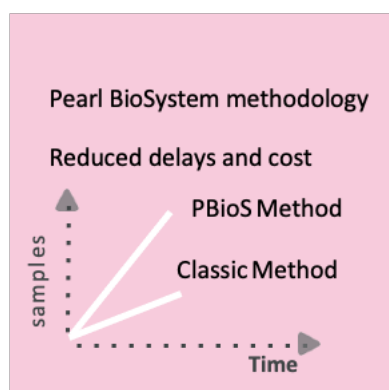 Pearl BioSystem methodology
Reduced delays and cost
PBioS Method
Classic Method
samples
Time